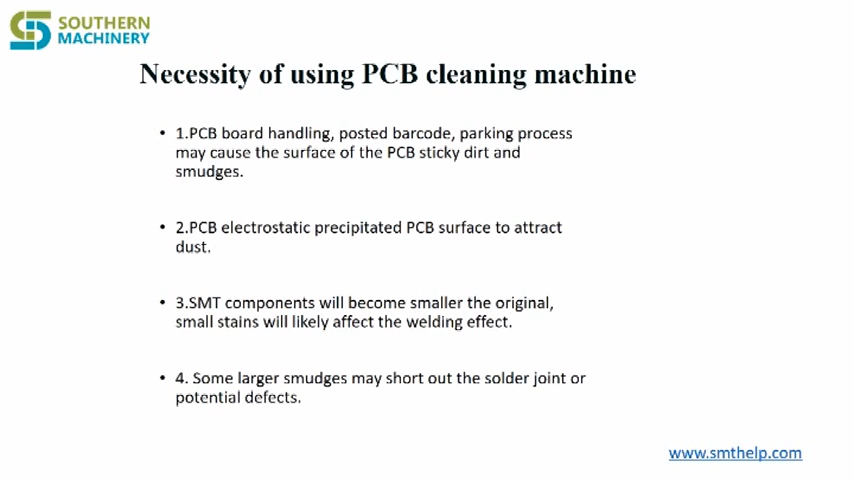 SOUTHERN
MACHINERY
Necessity of using PCB cleaning machine
• 1.PCB board handling, posted barcode, parking process
may cause the surface of the PCB sticky dirt and
smudges.
• 2.PCB electrostatic precipitated PCB surface to attract
dust.
• 3.SMT components will become smaller the original,
small stains will likely affect the welding effect.
• 4. Some larger smudges may short out the solder joint or
potential defects.
www.smthelp.com